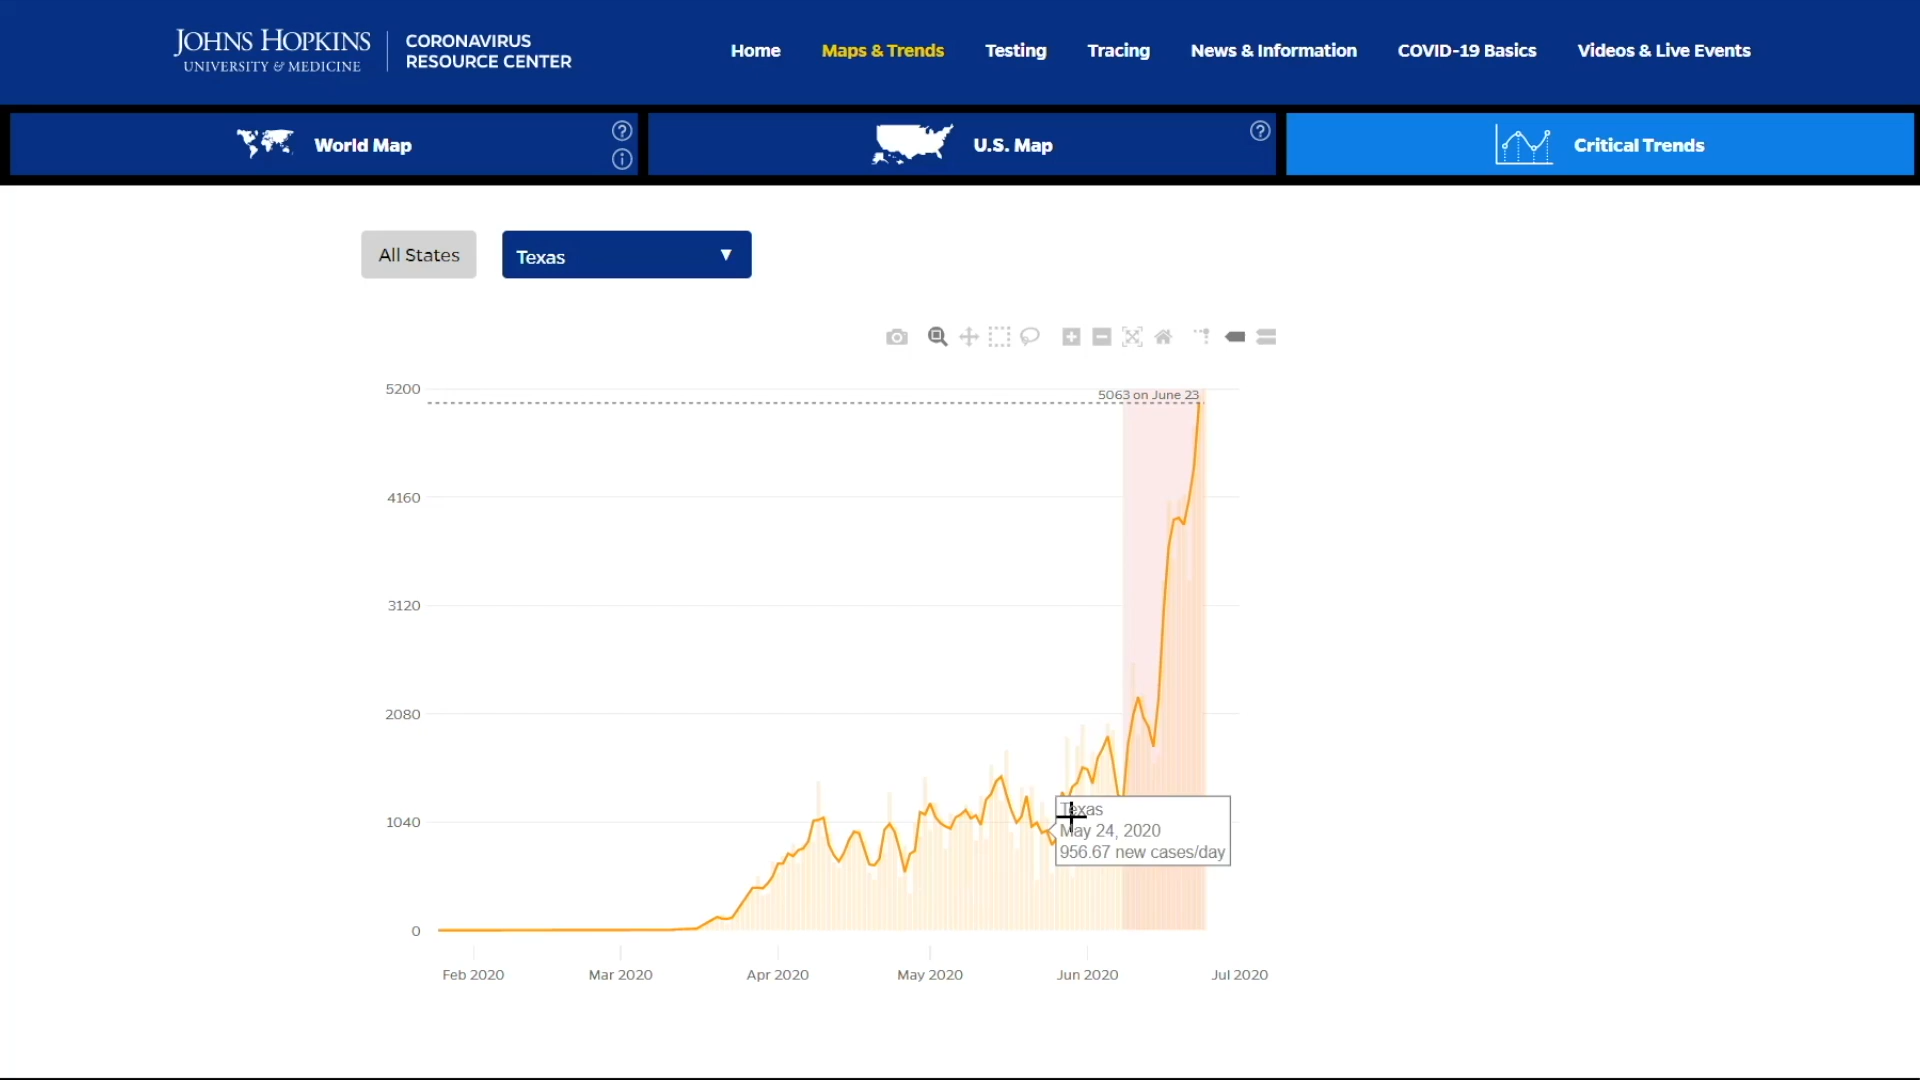 JOHNS HOPKINS
UNIVERSITY & MEDICINE
CORONAVIRUS
RESOURCE CENTER
Home
Maps & Trends
Testing
Tracing
News & Information
COVID-19 Basics
Videos & Live Events
World Map
?
i
U.S. Map
?
Critical Trends
All States
Texas
5200
5063 on June 23
4160
3120
2080
1040
0
Texas
May 24, 2020
956.67 new cases/day
Feb 2020
Mar 2020
Apr 2020
May 2020
Jun 2020
Jul 2020